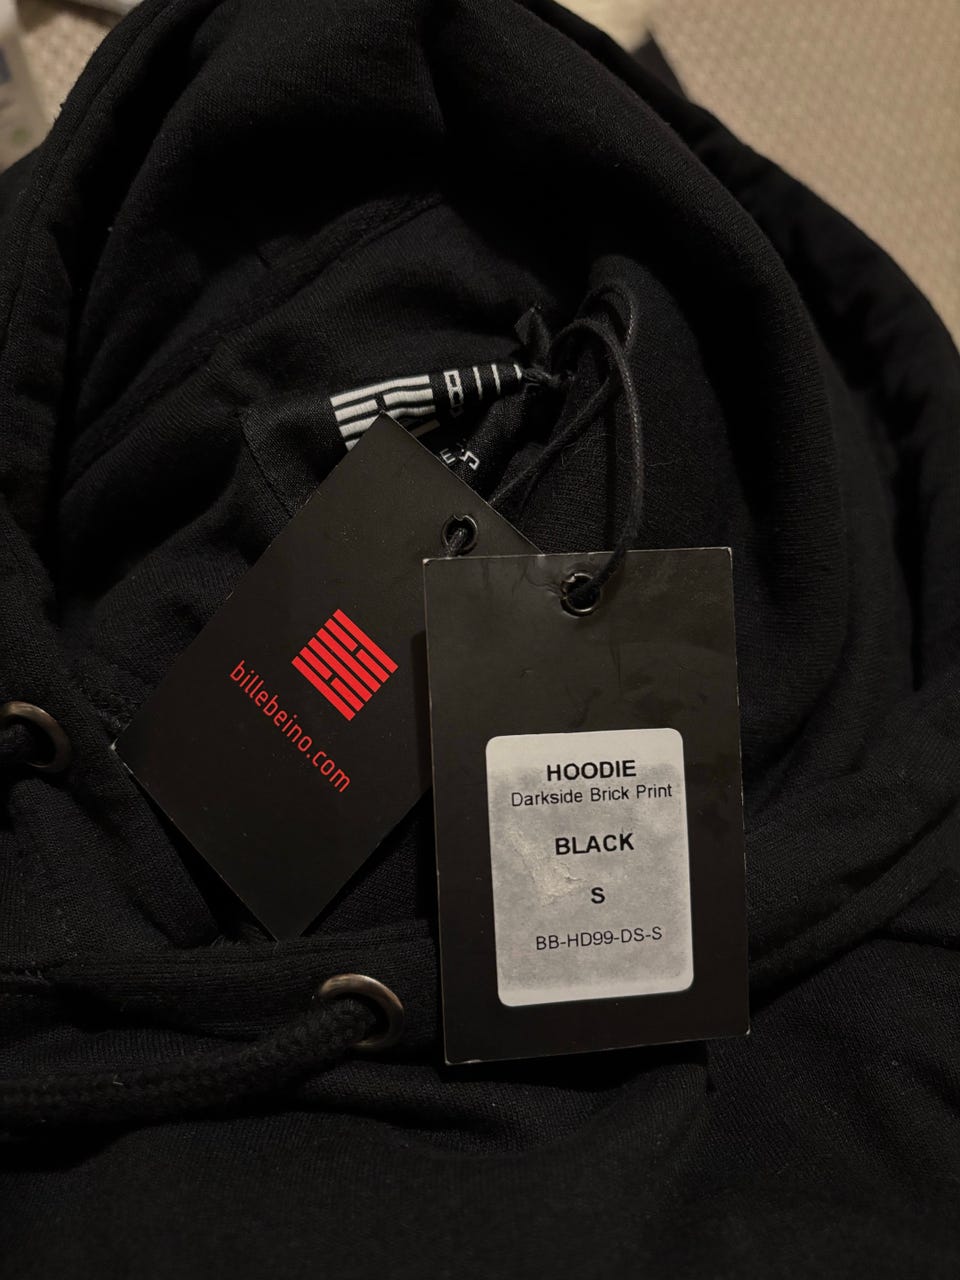 billebeino.com
HOODIE
Darkside Brick Print
BLACK
S
BB-HD99-DS-S